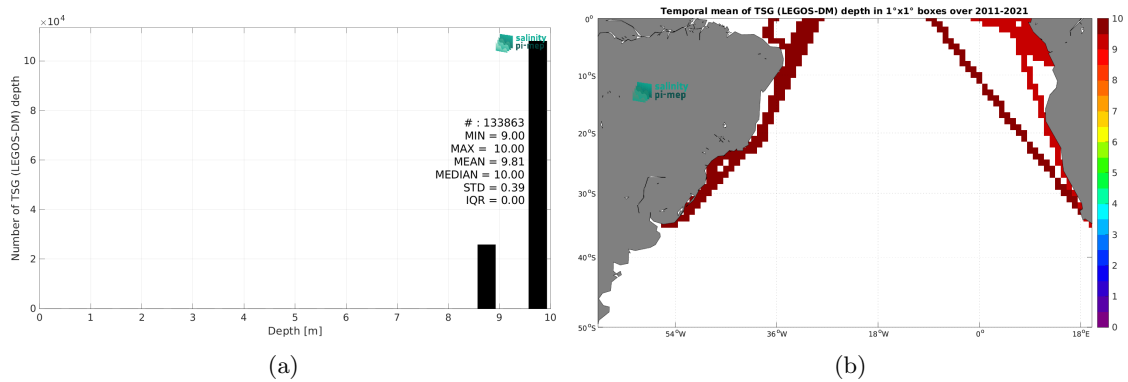 ×10⁴
10
8
6
4
2
0
Number of TSG (LEGOS-DM) depth
salinity
pi-mep
# : 133863
MIN = 9.00
MAX = 10.00
MEAN = 9.81
MEDIAN = 10.00
STD = 0.39
IQR = 0.00
0 1 2 3 4 5 6 7 8 9 10
Depth [m]
(a)
Temporal mean of TSG (LEGOS-DM) depth in 1°x1° boxes over 2011-2021
0°
10°S
20°S
30°S
40°S
50°S
salinity
pi-mep
54°W 36°W 18°W 0° 18°E
10
9
8
7
6
5
4
3
2
1
0
(b)